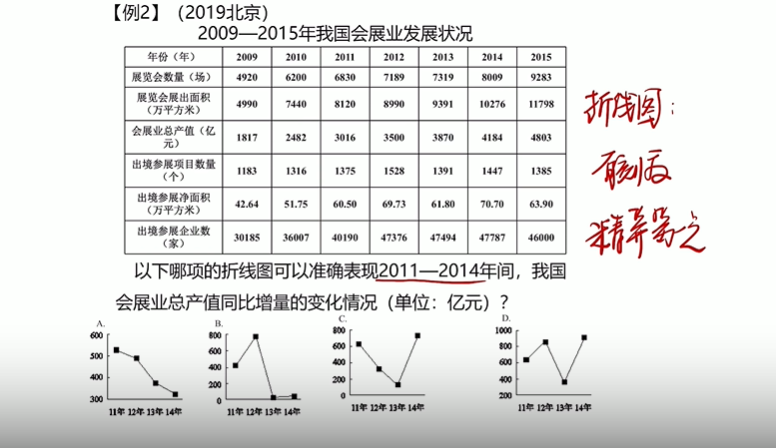 【例2】（2019北京）
2009—2015年我国会展业发展状况
年份（年） 2009 2010 2011 2012 2013 2014 2015
展览会数量（场） 4920 6200 6830 7189 7319 8009 9283
展览会展出面积
（万平方米） 4990 7440 8120 8990 9391 10276 11798
会展业总产值（亿
元） 1817 2482 3016 3500 3870 4184 4803
出境参展项目数量
（个） 1183 1316 1375 1528 1391 1447 1385
出境参展净面积
（万平方米） 42.64 51.75 60.50 69.73 61.80 70.70 63.90
出境参展企业数
（家） 30185 36007 40190 47376 47494 47787 46000
折线图：
有刻度
以下哪项的折线图可以准确表现2011—2014年间，我国
会展业总产值同比增量的变化情况（单位：亿元）？
A.
600
500
400
300
11年 12年 13年 14年
B.
800
600
400
200
0
11年 12年 13年 14年
C.
800
600
400
200
0
11年 12年 13年 14年
D.
1000
800
600
400
200
11年 12年 13年 14年